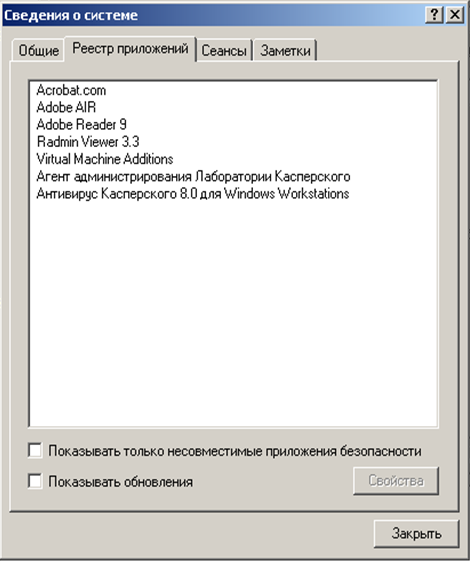 Сведения о системе
Общие Реестр приложений Сеансы Заметки
Acrobat.com
Adobe AIR
Adobe Reader 9
Radmin Viewer 3.3
Virtual Machine Additions
Агент администрирования Лаборатории Касперского
Антивирус Касперского 8.0 для Windows Workstations
Показывать только несовместимые приложения безопасности
Показывать обновления
Свойства
Закрыть